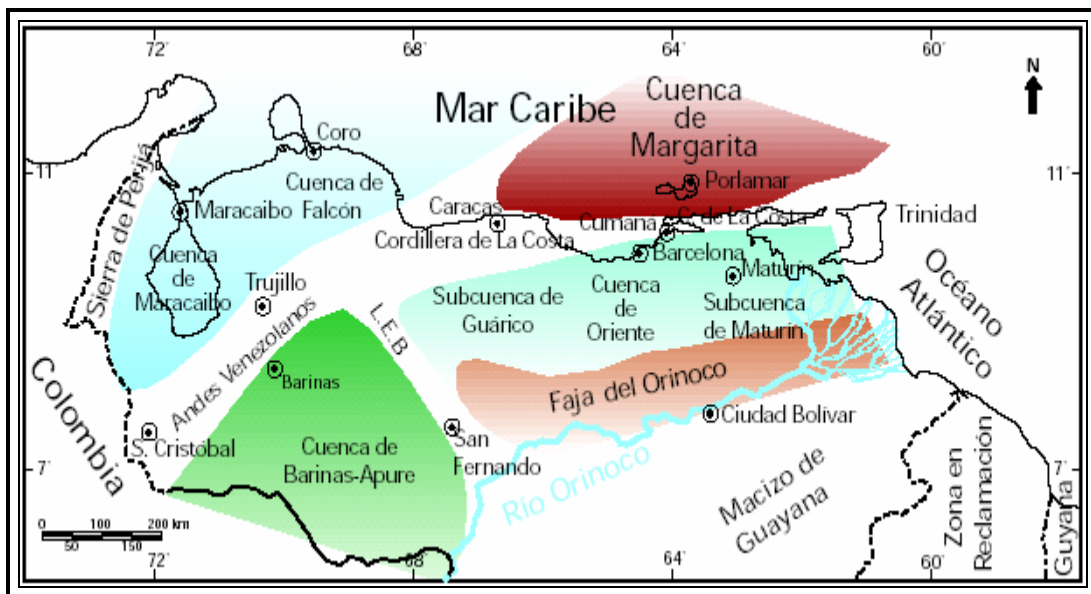 72°
68°
64°
60°
N
Mar Caribe
Cuenca
de
Margarita
Coro
11°
11°
Sierra de Perijá
Cuenca de
Falcón
Maracaibo
Porlamar
Caracas
Cumana
C. de La Costa
Trinidad
Cordillera de La Costa
Barcelona
Cuenca
de
Maracaibo
Trujillo
Maturín
Océano
Atlántico
Subcuenca de
Guárico
Cuenca
de
Oriente
Subcuenca
de Maturín
L.E.B
Andes Venezolanos
Barinas
Faja del Orinoco
Colombia
S. Cristóbal
San
Fernando
Ciudad Bolívar
Cuenca de
Barinas-Apure
7°
7°
Río Orinoco
Macizo de
Guayana
Zona en
Reclamación
Guyana
0 100 200 km
50 150
72°
68°
64°
60°